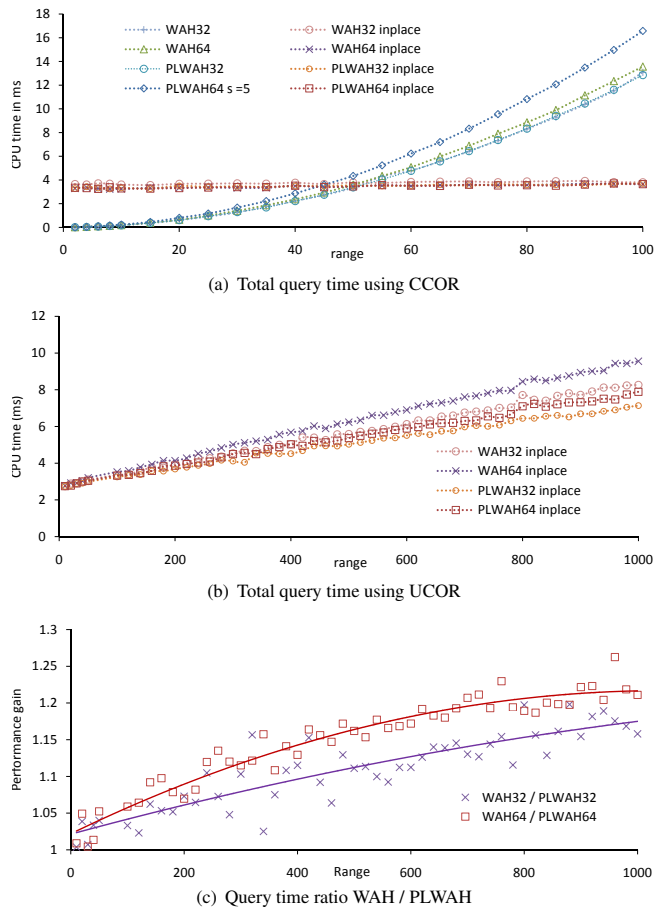 18
16
14
12
10
8
6
4
2
0
CPU time in ms
WAH32
WAH64
PLWAH32
PLWAH64 s =5
WAH32 inplace
WAH64 inplace
PLWAH32 inplace
PLWAH64 inplace
0 20 40 60 80 100
range
(a) Total query time using CCOR
12
10
8
6
4
2
0
CPU time (ms)
WAH32 inplace
WAH64 inplace
PLWAH32 inplace
PLWAH64 inplace
0 200 400 600 800 1000
range
(b) Total query time using UCOR
1.3
1.25
1.2
1.15
1.1
1.05
1
Performance gain
WAH32 / PLWAH32
WAH64 / PLWAH64
0 200 400 600 800 1000
Range
(c) Query time ratio WAH / PLWAH